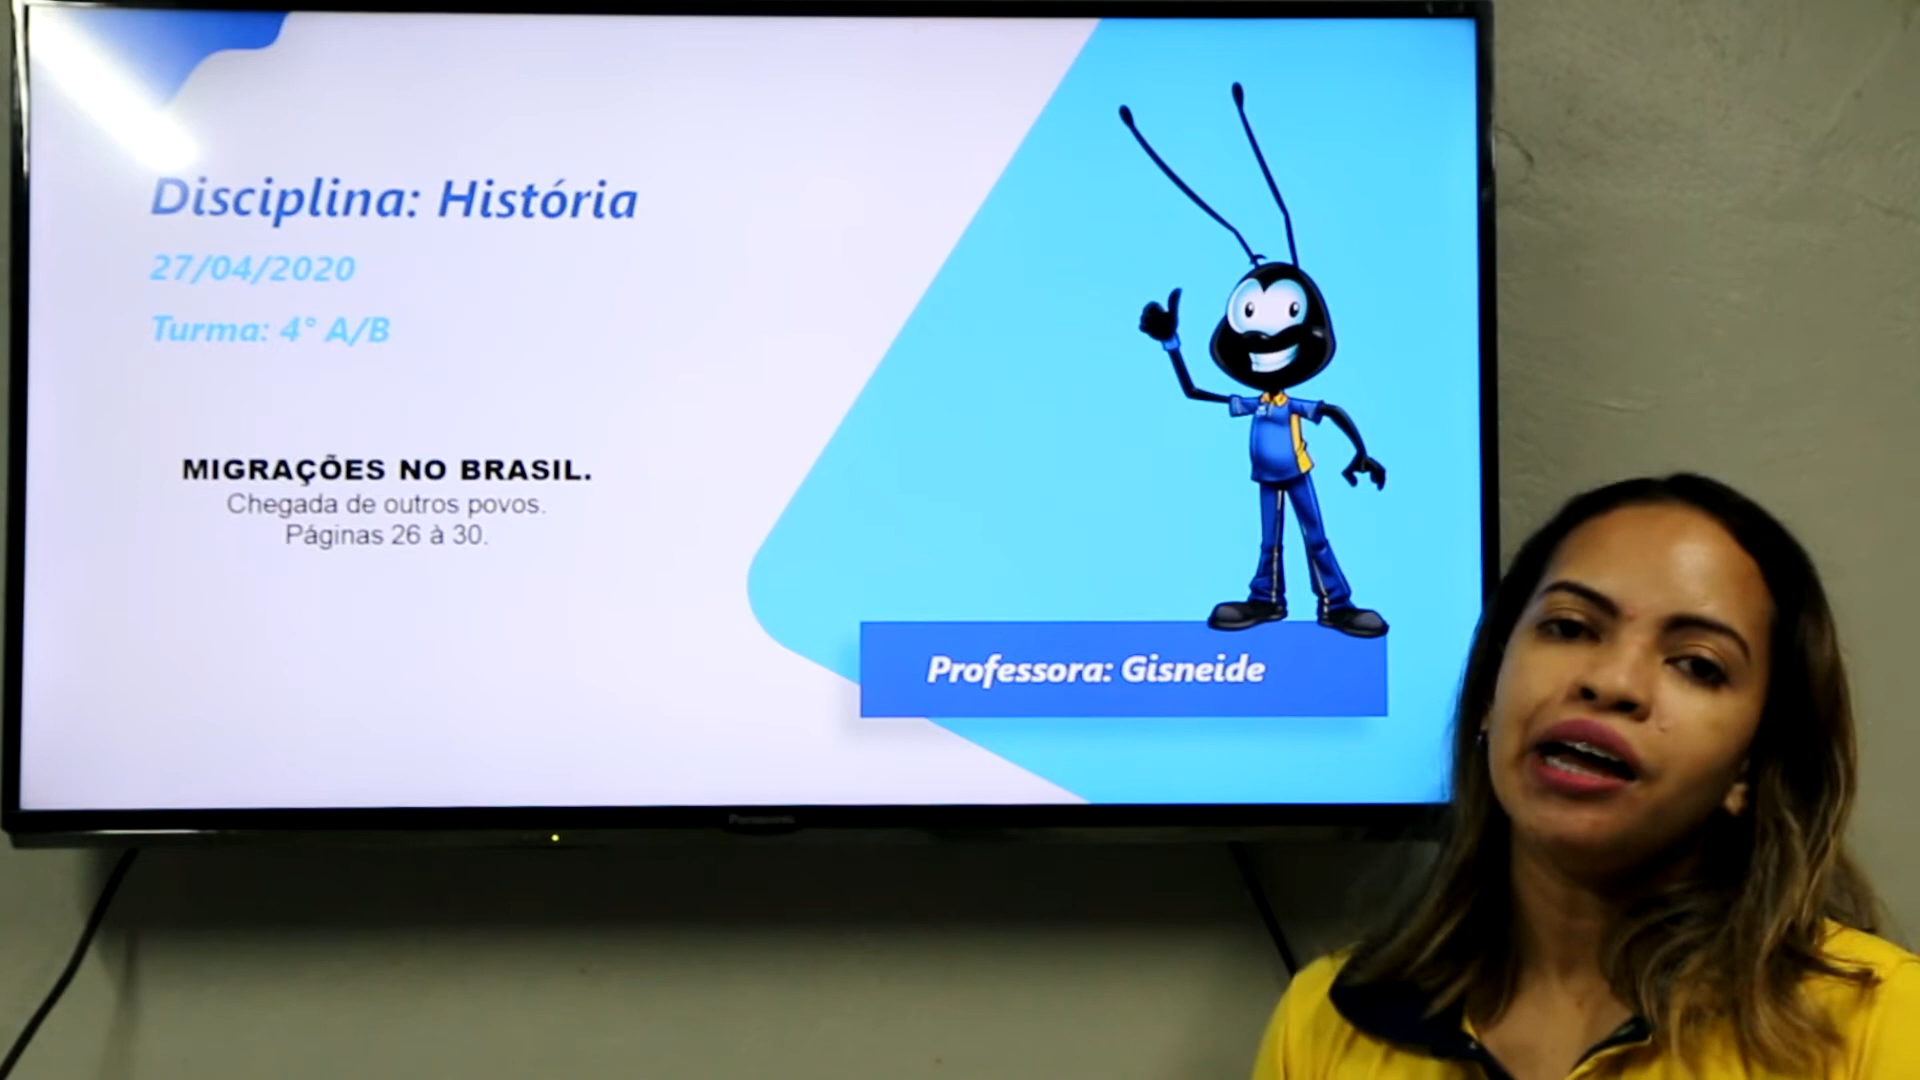 Disciplina: História
27/04/2020
Turma: 4° A/B
MIGRAÇÕES NO BRASIL.
Chegada de outros povos.
Páginas 26 à 30.
Professora: Gisneide
Panasonic